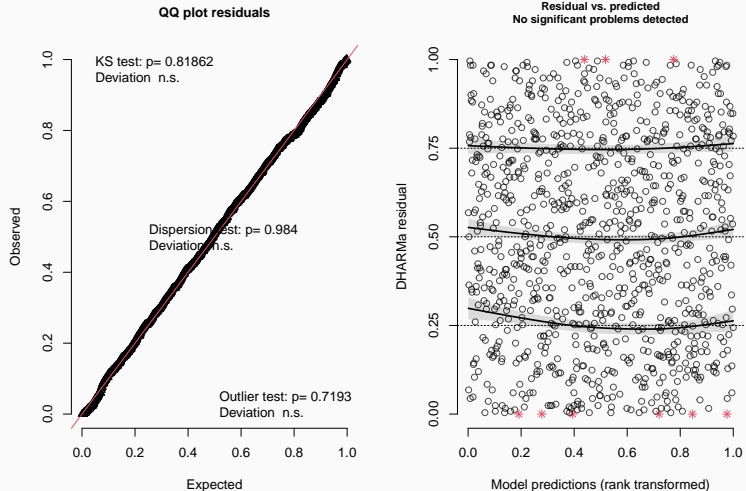 QQ plot residuals
KS test: p= 0.81862
Deviation n.s.
Dispersion test: p= 0.984
Deviation n.s.
Outlier test: p= 0.7193
Deviation n.s.
Observed
0.0 0.2 0.4 0.6 0.8 1.0
0.0 0.2 0.4 0.6 0.8 1.0
Expected
Residual vs. predicted
No significant problems detected
DHARMa residual
0.00 0.25 0.50 0.75 1.00
0.0 0.2 0.4 0.6 0.8 1.0
Model predictions (rank transformed)